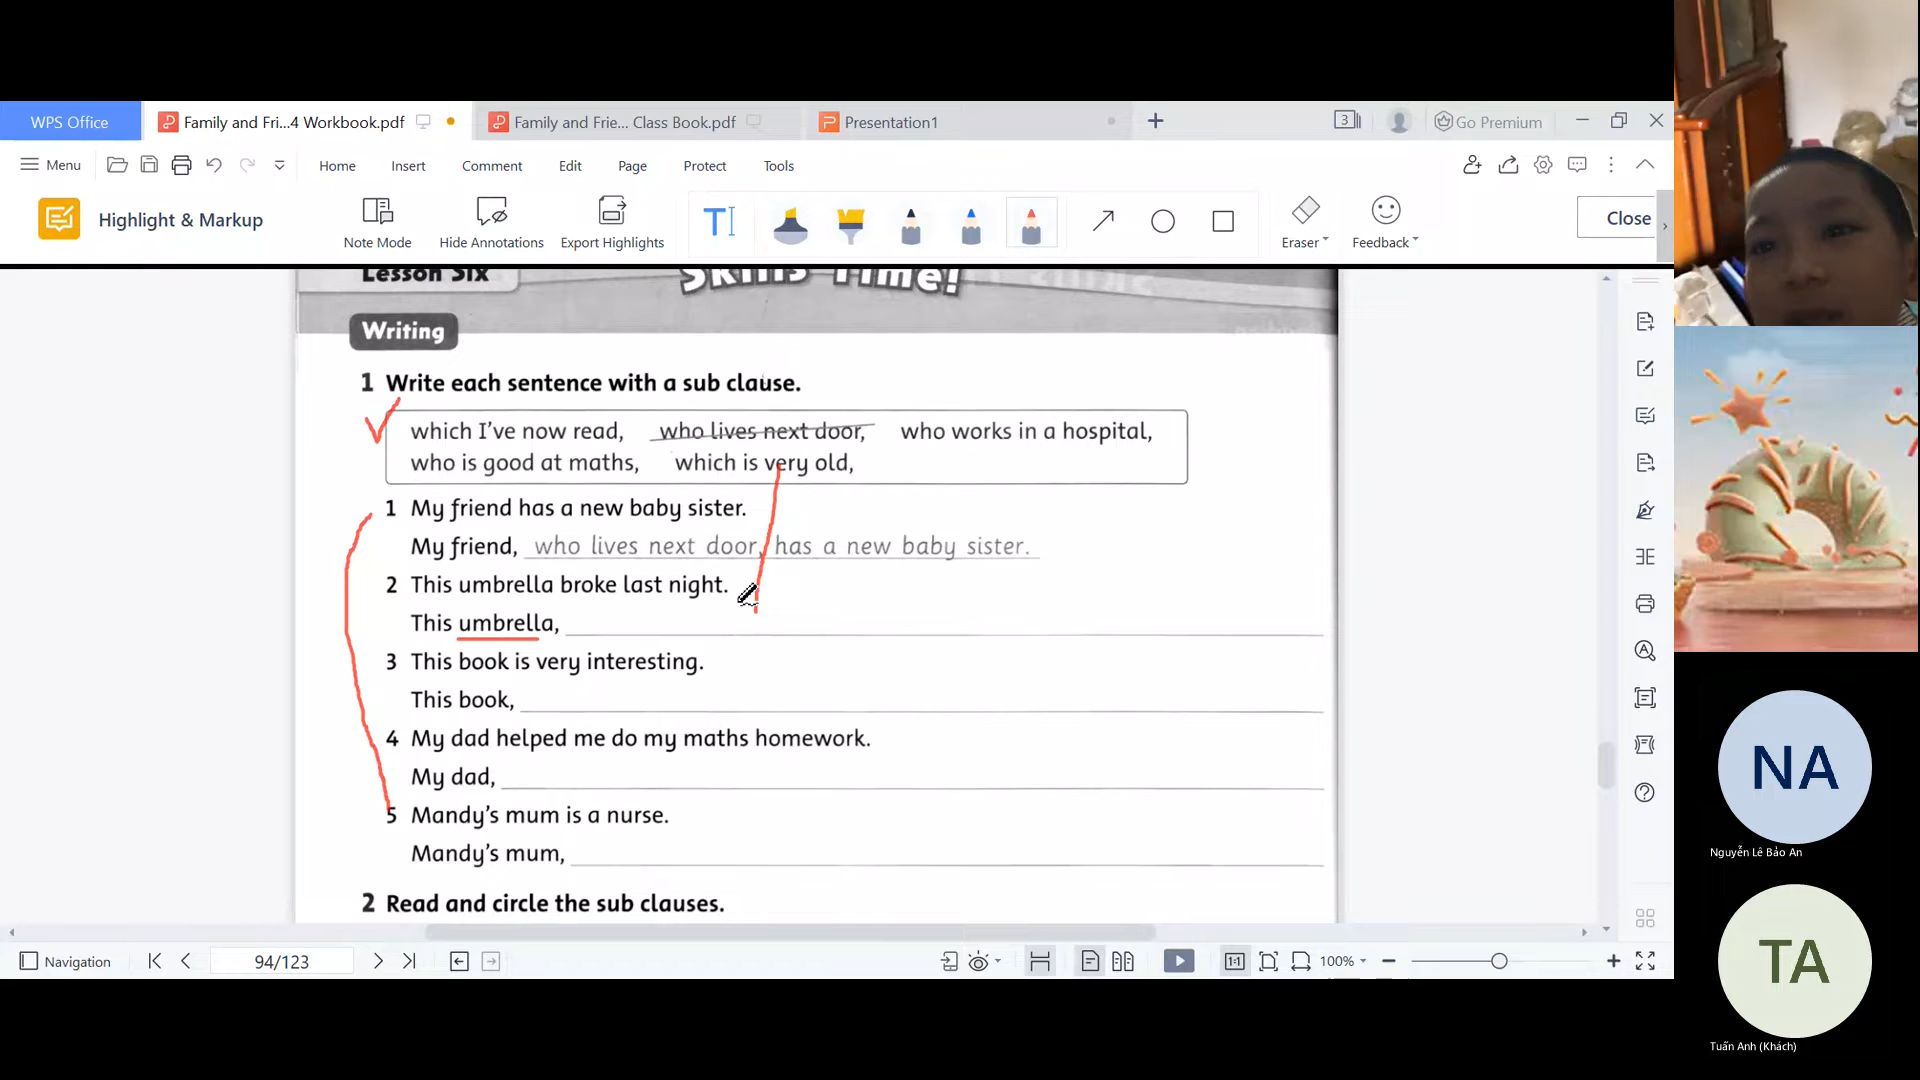 WPS Office
Family and Fri...4 Workbook.pdf
Family and Frie... Class Book.pdf
Presentation1
3
Go Premium
Menu
Home
Insert
Comment
Edit
Page
Protect
Tools
Highlight & Markup
Note Mode
Hide Annotations
Export Highlights
Eraser
Feedback
Close
Lesson Six
Skills Time!
Writing
1 Write each sentence with a sub clause.
which I've now read, who lives next door, who works in a hospital,
who is good at maths, which is very old,
1 My friend has a new baby sister.
My friend, who lives next door, has a new baby sister.
2 This umbrella broke last night.
This umbrella,
3 This book is very interesting.
This book,
4 My dad helped me do my maths homework.
My dad,
5 Mandy's mum is a nurse.
Mandy's mum,
2 Read and circle the sub clauses.
Navigation
94/123
1:1
100%
NA
Nguyễn Lê Bảo An
TA
Tuấn Anh (Khách)